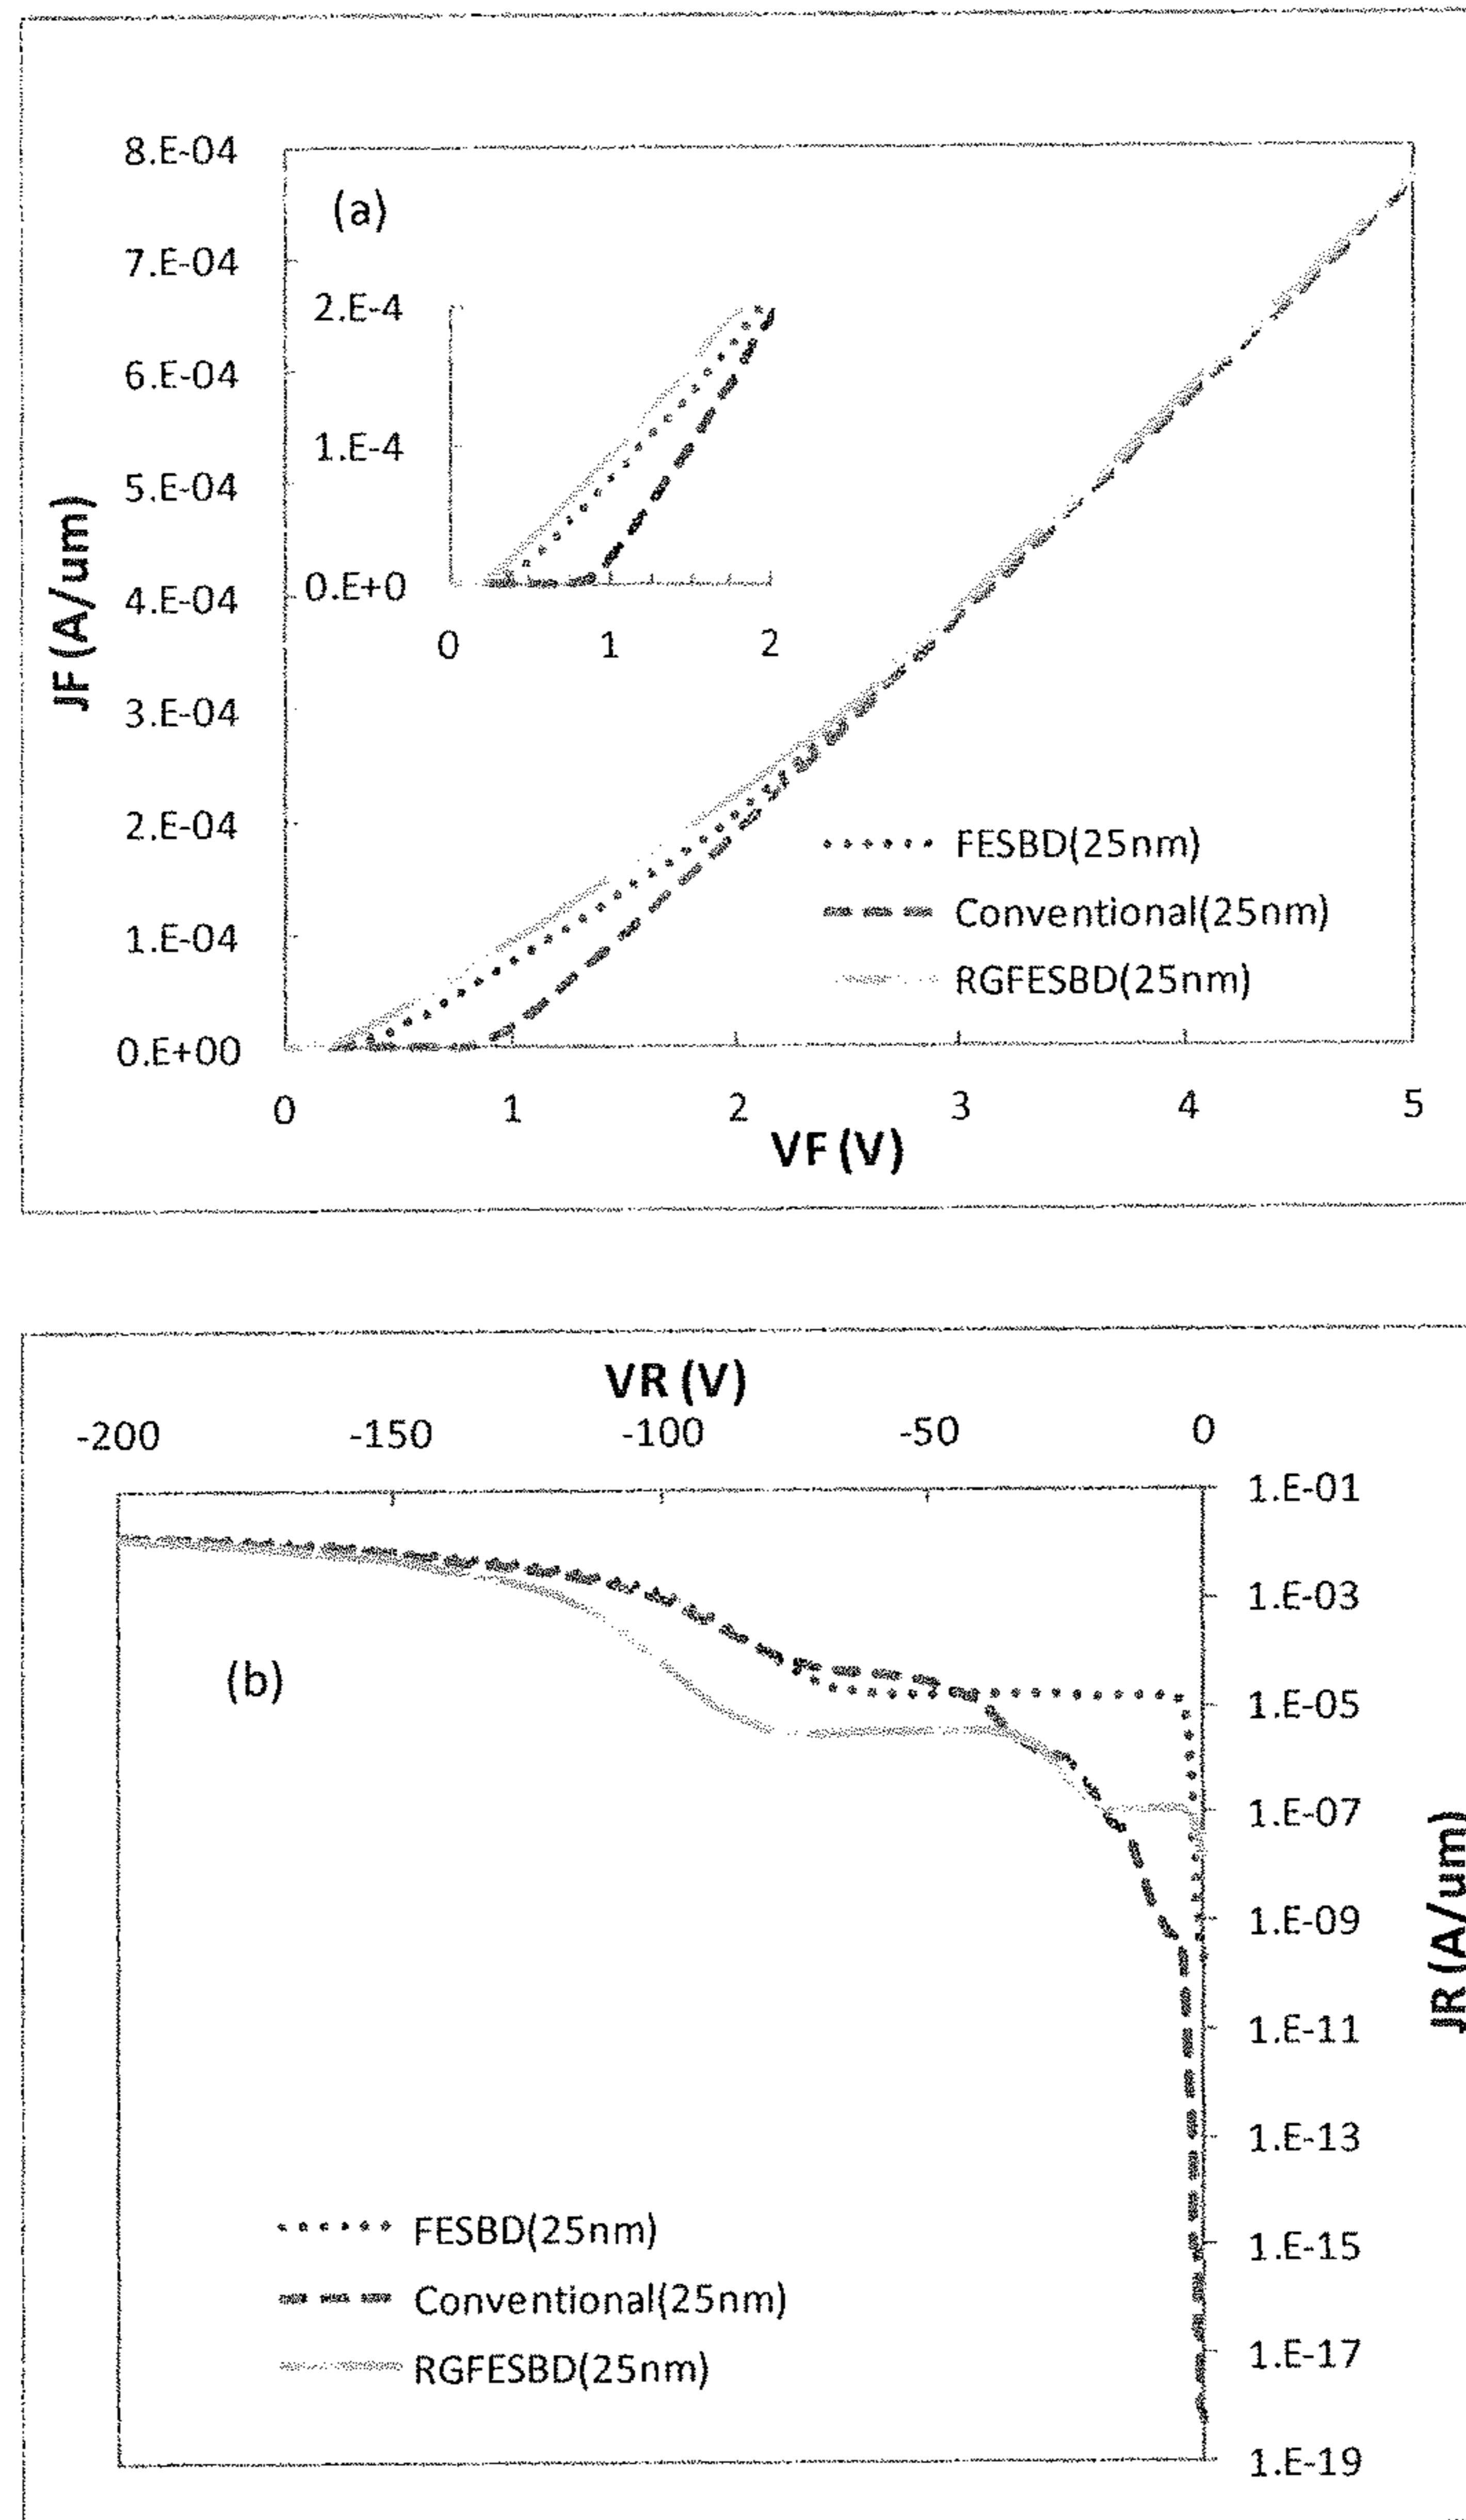 8.E-04
(a)
7.E-04
2.E-4
6.E-04
1.E-4
5.E-04
JF (A/um)
0.E+0
4.E-04
0 1 2
3.E-04
2.E-04
FESBD(25nm)
Conventional(25nm)
1.E-04
RGFESBD(25nm)
0.E+00
0 1 2 3 4 5
VF (V)
VR (V)
-200 -150 -100 -50 0
1.E-01
1.E-03
(b)
1.E-05
1.E-07
1.E-09
JR (A/um)
1.E-11
1.E-13
FESBD(25nm)
1.E-15
Conventional(25nm)
1.E-17
RGFESBD(25nm)
1.E-19